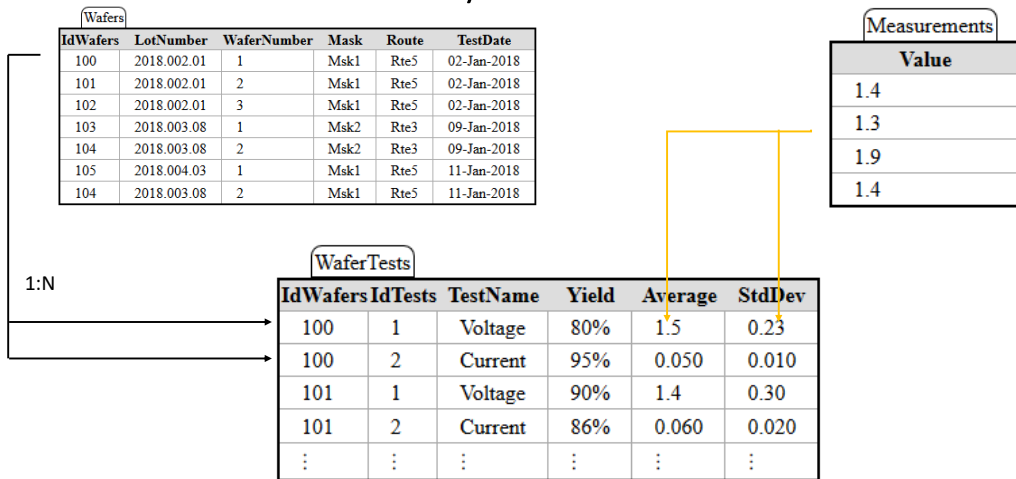 Wafers
IdWafers LotNumber WaferNumber Mask Route TestDate
100 2018.002.01 1 Msk1 Rte5 02-Jan-2018
101 2018.002.01 2 Msk1 Rte5 02-Jan-2018
102 2018.002.01 3 Msk1 Rte5 02-Jan-2018
103 2018.003.08 1 Msk2 Rte3 09-Jan-2018
104 2018.003.08 2 Msk2 Rte3 09-Jan-2018
105 2018.004.03 1 Msk1 Rte5 11-Jan-2018
104 2018.003.08 2 Msk1 Rte5 11-Jan-2018
Measurements
Value
1.4
1.3
1.9
1.4
1:N
WaferTests
IdWafers IdTests TestName Yield Average StdDev
100 1 Voltage 80% 1.5 0.23
100 2 Current 95% 0.050 0.010
101 1 Voltage 90% 1.4 0.30
101 2 Current 86% 0.060 0.020
⋮ ⋮ ⋮ ⋮ ⋮ ⋮